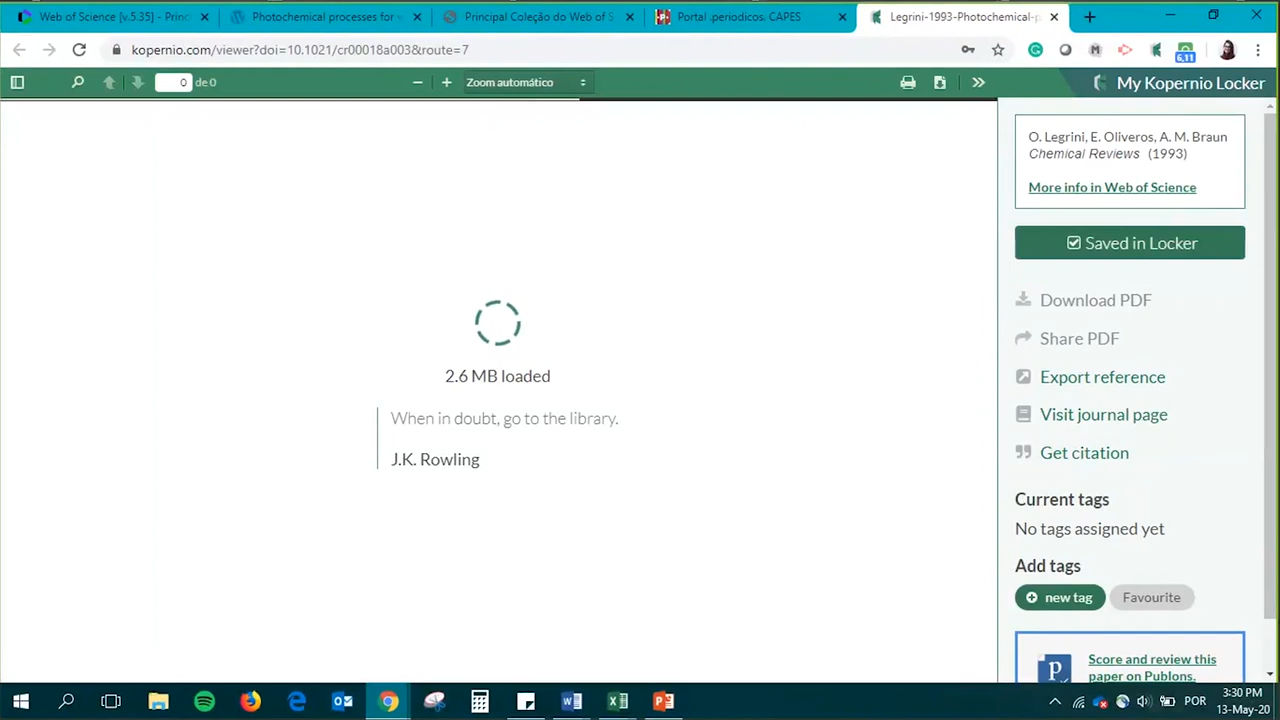 Web of Science [v.5.35] - Princ
Photochemical processes for v
Principal Coleção do Web of S
Portal .periodicos. CAPES
Legrini-1993-Photochemical-p
kopernio.com/viewer?doi=10.1021/cr00018a003&route=7
6,11
0 de 0
Zoom automático
My Kopernio Locker
O. Legrini, E. Oliveros, A. M. Braun
Chemical Reviews (1993)
More info in Web of Science
Saved in Locker
Download PDF
Share PDF
Export reference
Visit journal page
Get citation
Current tags
No tags assigned yet
Add tags
new tag
Favourite
Score and review this
paper on Publons.
2.6 MB loaded
When in doubt, go to the library.
J.K. Rowling
POR
3:30 PM
13-May-20